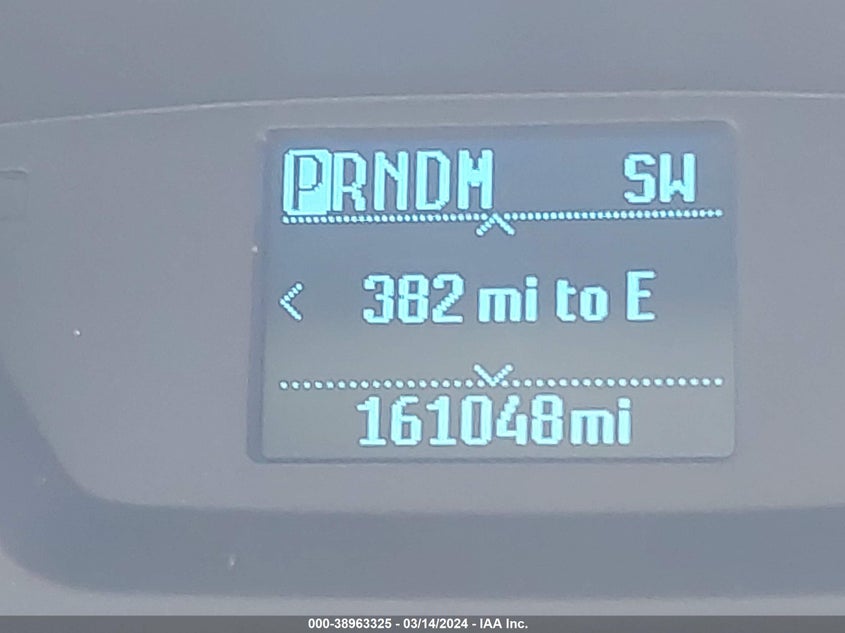 PRNDM SW
382 mi to E
161048mi
000-38963325 - 03/14/2024 - IAA Inc.